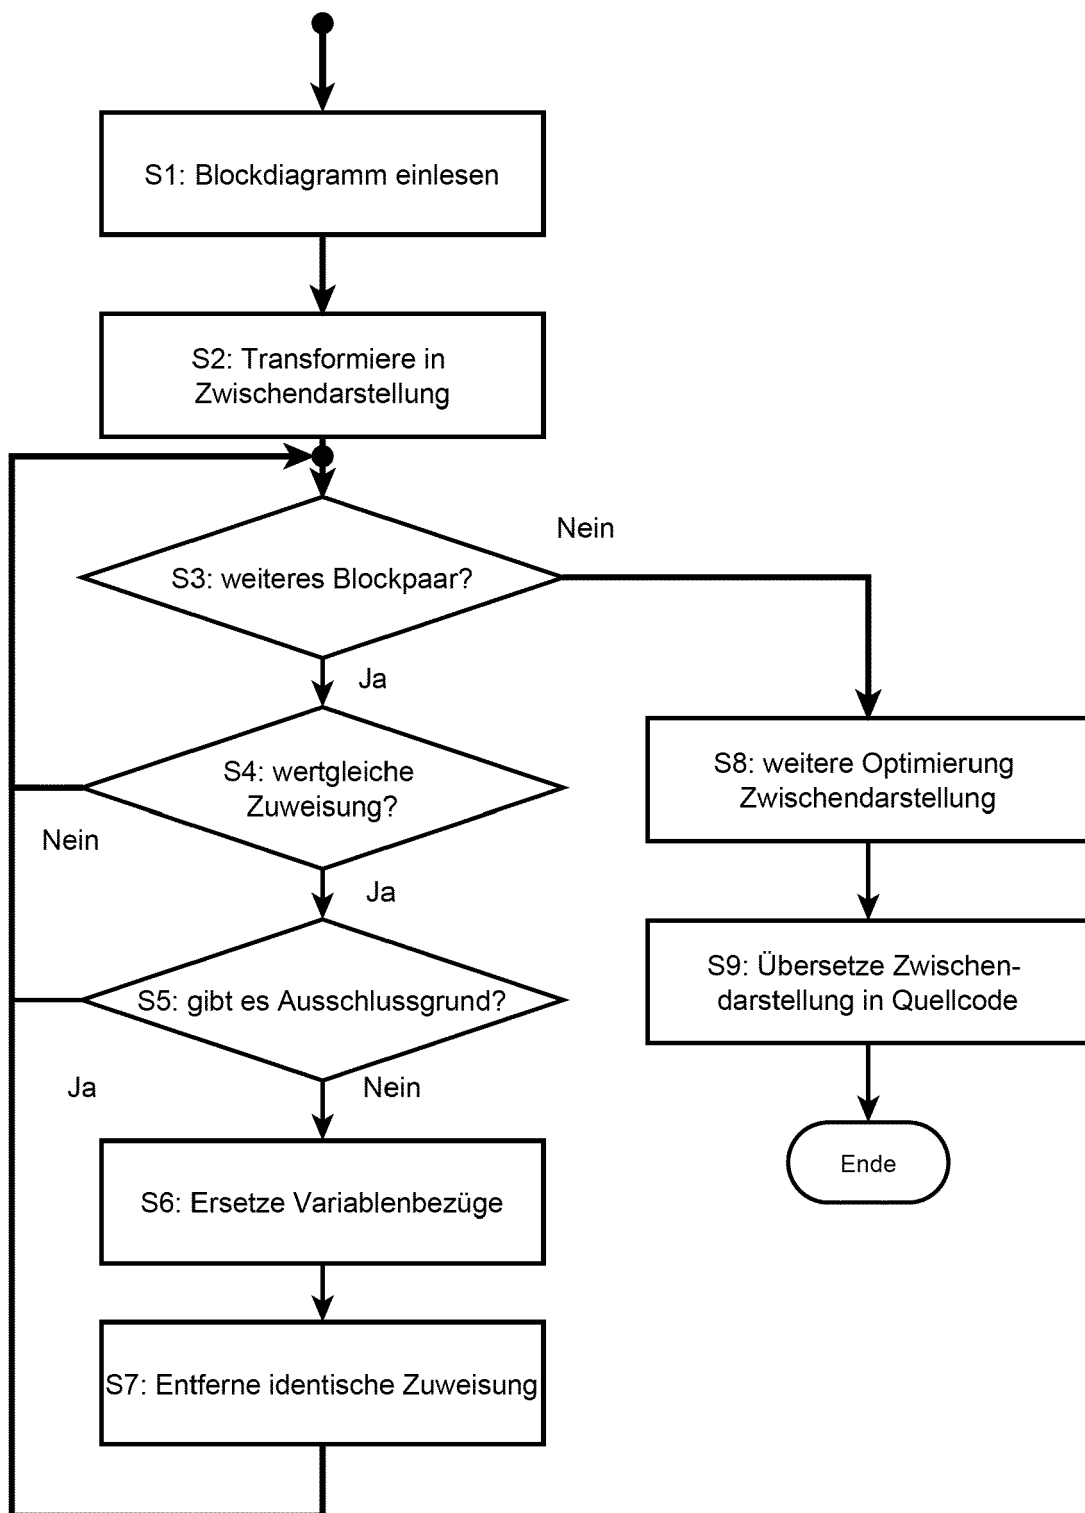 S1: Blockdiagramm einlesen
S2: Transformiere in
Zwischendarstellung
Nein
S3: weiteres Blockpaar?
Ja
S4: wertgleiche
Zuweisung?
Nein
Ja
S5: gibt es Ausschlussgrund?
Ja
Nein
S6: Ersetze Variablenbezüge
S7: Entferne identische Zuweisung
S8: weitere Optimierung
Zwischendarstellung
S9: Übersetze Zwischen-
darstellung in Quellcode
Ende